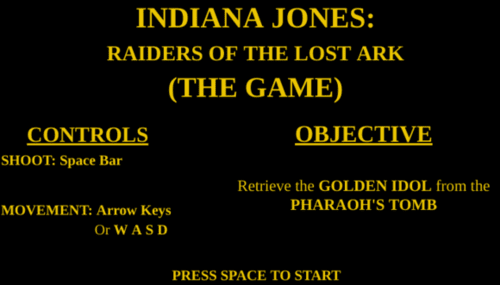 INDIANA JONES:
RAIDERS OF THE LOST ARK
(THE GAME)
CONTROLS
SHOOT: Space Bar
MOVEMENT: Arrow Keys
Or W A S D
OBJECTIVE
Retrieve the GOLDEN IDOL from the
PHARAOH'S TOMB
PRESS SPACE TO START